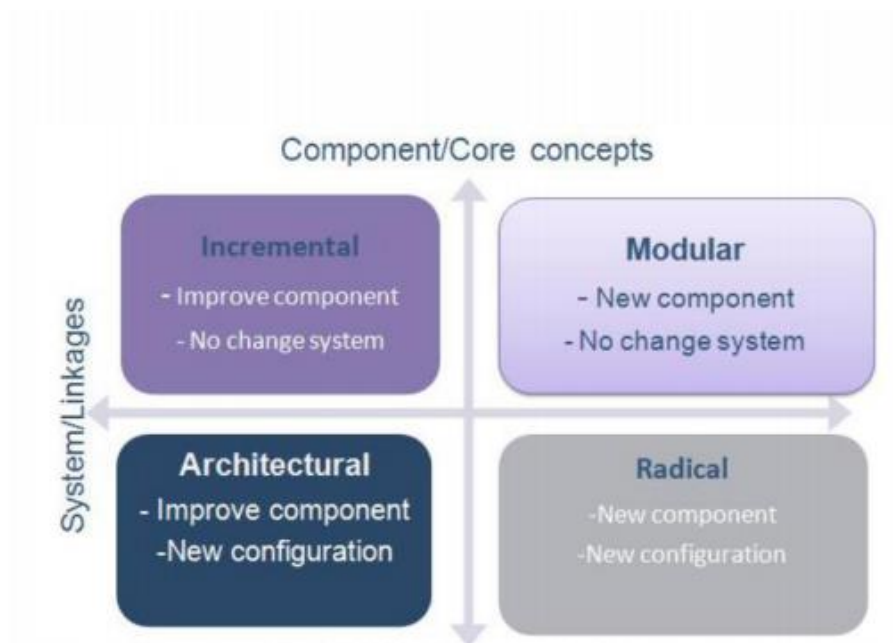 Component/Core concepts
System/Linkages
Incremental
- Improve component
- No change system
Modular
- New component
- No change system
Architectural
- Improve component
-New configuration
Radical
-New component
-New configuration